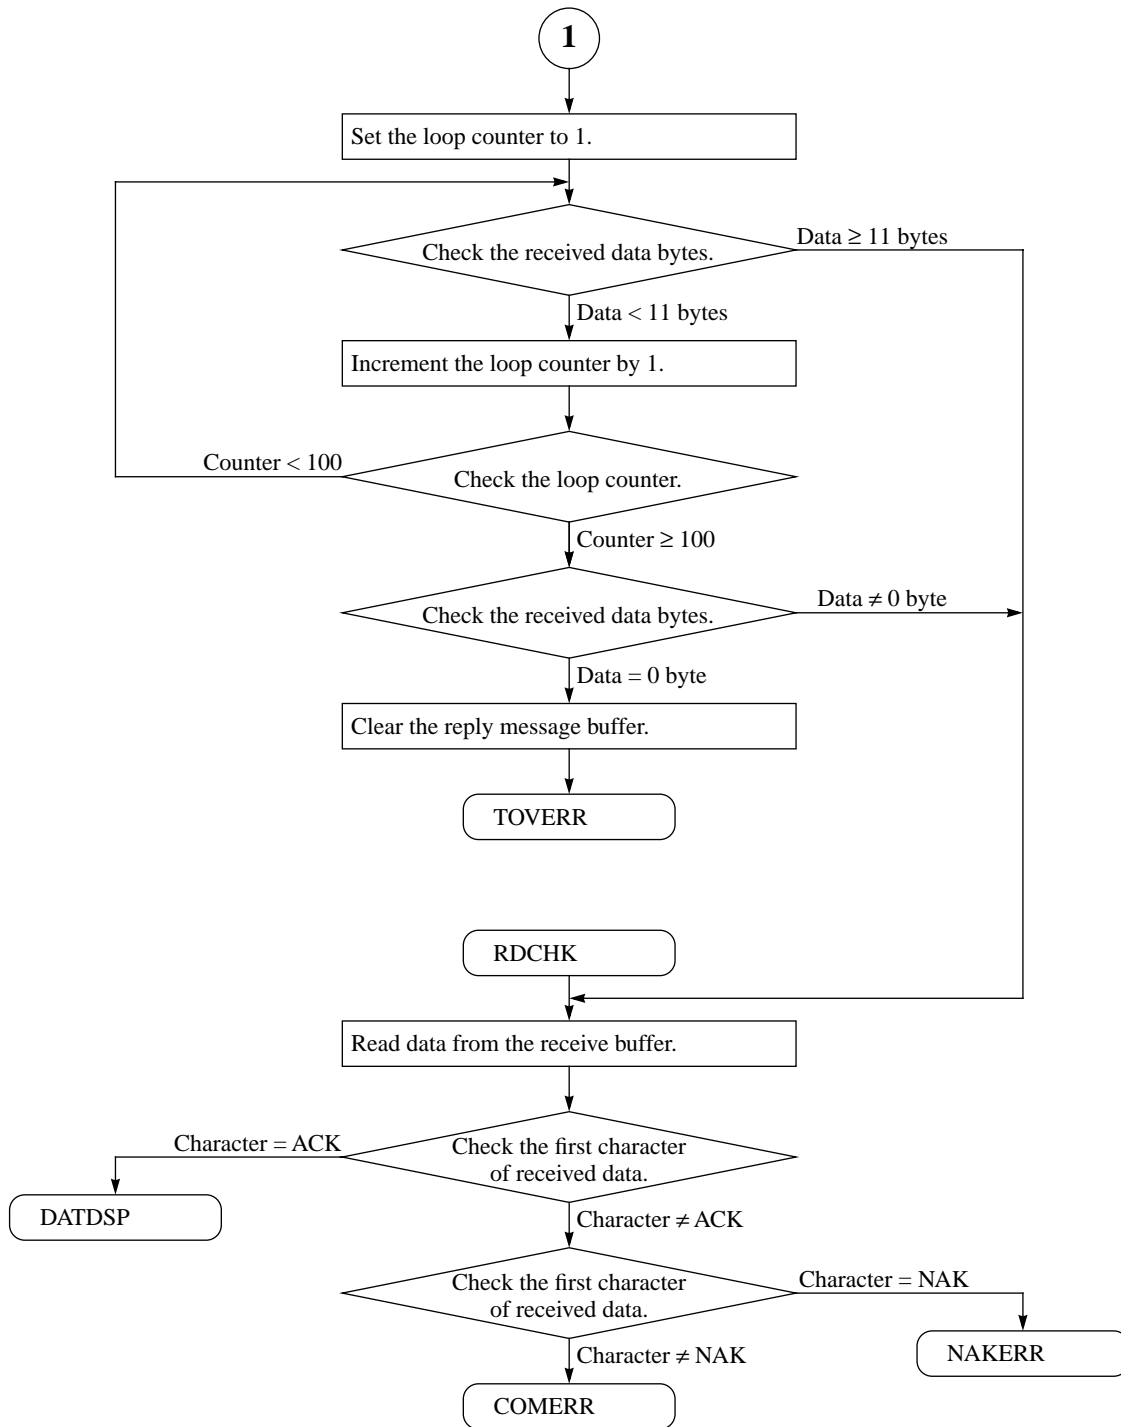 1
Set the loop counter to 1.
Check the received data bytes.
Data ≥ 11 bytes
Data < 11 bytes
Increment the loop counter by 1.
Counter < 100
Check the loop counter.
Counter ≥ 100
Check the received data bytes.
Data ≠ 0 byte
Data = 0 byte
Clear the reply message buffer.
TOVERR
RDCHK
Read data from the receive buffer.
Character = ACK
Check the first character
of received data.
DATDSP
Character ≠ ACK
Check the first character
of received data.
Character = NAK
Character ≠ NAK
NAKERR
COMERR